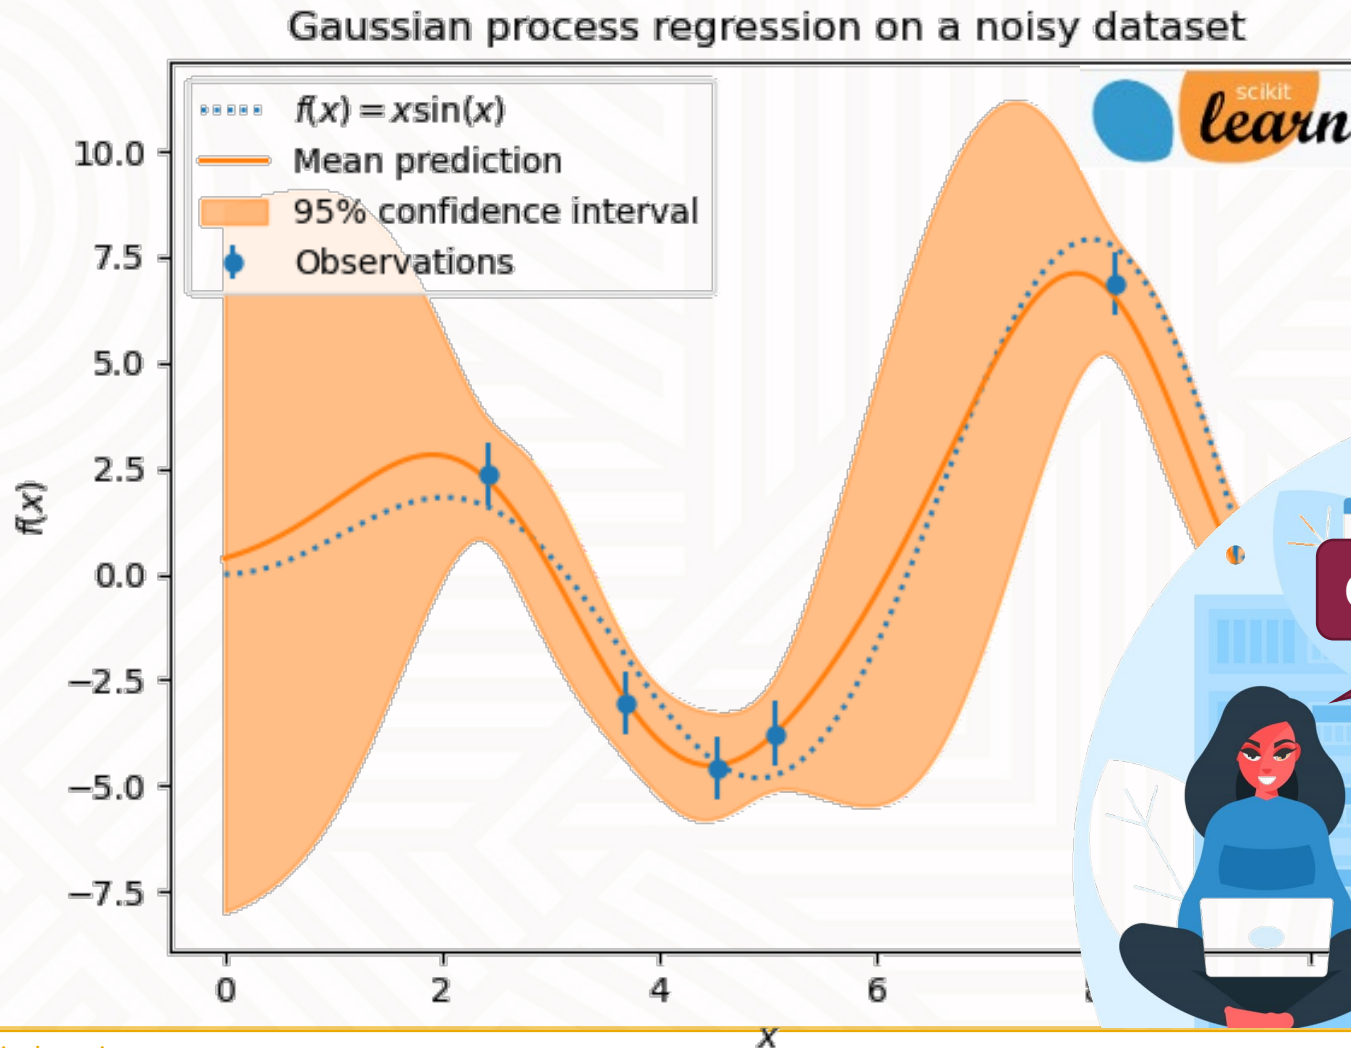 Gaussian process regression on a noisy dataset
f(x) = x sin(x)
Mean prediction
95% confidence interval
Observations
scikit
learn
10.0
7.5
5.0
2.5
0.0
−2.5
−5.0
−7.5
f(x)
0 2 4 6
x